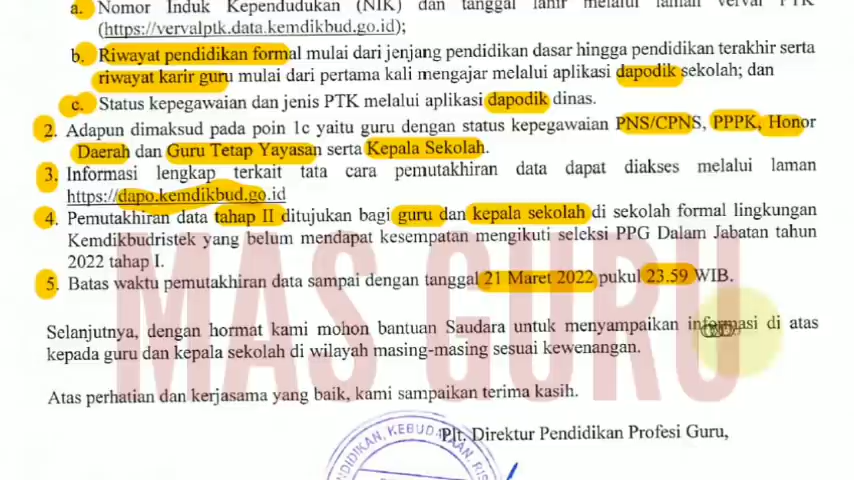 a. Nomor Induk Kependudukan (NIK) dan tanggal lahir melalui laman verval PTK
(https://vervalptk.data.kemdikbud.go.id);
b. Riwayat pendidikan formal mulai dari jenjang pendidikan dasar hingga pendidikan terakhir serta
riwayat karir guru mulai dari pertama kali mengajar melalui aplikasi dapodik sekolah; dan
c. Status kepegawaian dan jenis PTK melalui aplikasi dapodik dinas.
2. Adapun dimaksud pada poin 1c yaitu guru dengan status kepegawaian PNS/CPNS, PPPK, Honor
Daerah dan Guru Tetap Yayasan serta Kepala Sekolah.
3. Informasi lengkap terkait tata cara pemutakhiran data dapat diakses melalui laman
https://dapo.kemdikbud.go.id
4. Pemutakhiran data tahap II ditujukan bagi guru dan kepala sekolah di sekolah formal lingkungan
Kemdikbudristek yang belum mendapat kesempatan mengikuti seleksi PPG Dalam Jabatan tahun
2022 tahap I.
5. Batas waktu pemutakhiran data sampai dengan tanggal 21 Maret 2022 pukul 23.59 WIB.
MAS GURU
Selanjutnya, dengan hormat kami mohon bantuan Saudara untuk menyampaikan informasi di atas
kepada guru dan kepala sekolah di wilayah masing-masing sesuai kewenangan.
Atas perhatian dan kerjasama yang baik, kami sampaikan terima kasih.
Plt. Direktur Pendidikan Profesi Guru,